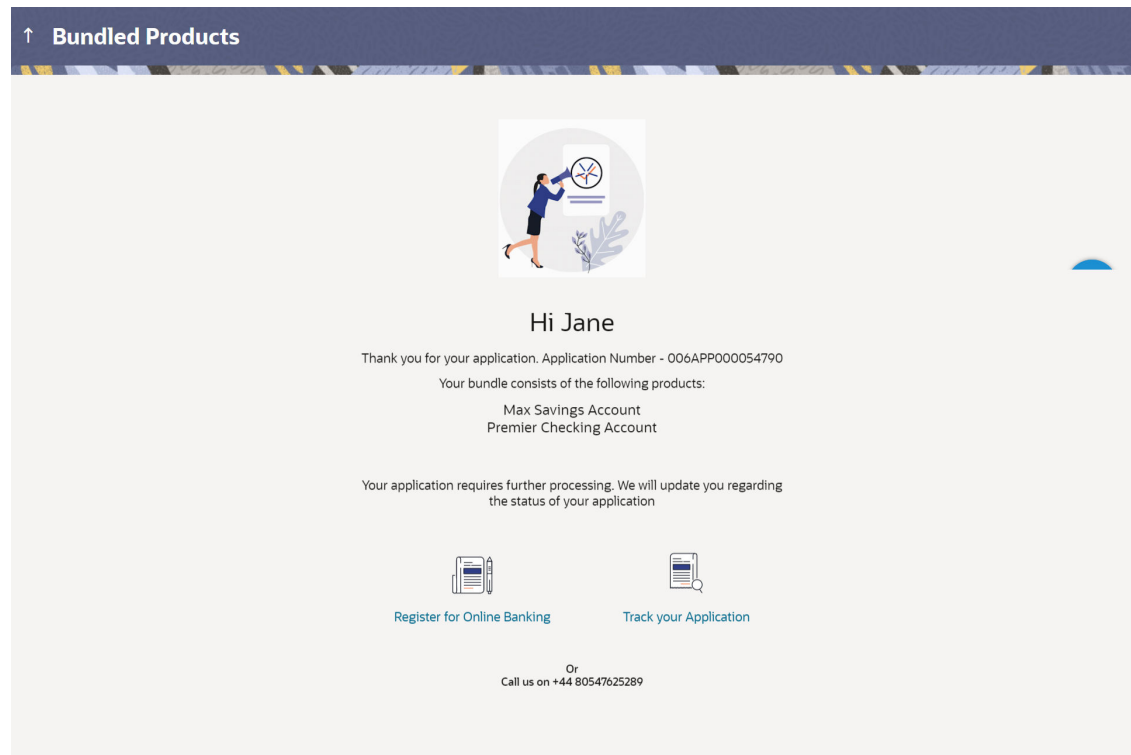 Bundled Products
Hi Jane
Thank you for your application. Application Number - 006APP000054790
Your bundle consists of the following products:
Max Savings Account
Premier Checking Account
Your application requires further processing. We will update you regarding
the status of your application
Register for Online Banking
Track your Application
Or
Call us on +44 80547625289